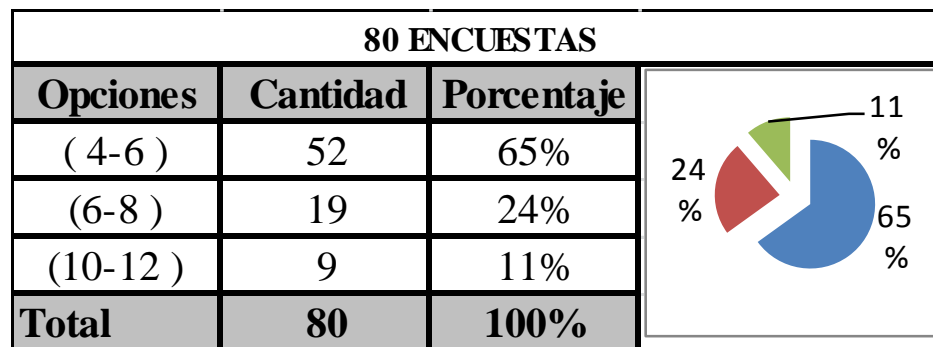 80 ENCUESTAS
Opciones Cantidad Porcentaje
( 4-6 ) 52 65%
(6-8 ) 19 24%
(10-12 ) 9 11%
Total 80 100%
11
%
24
%
65
%